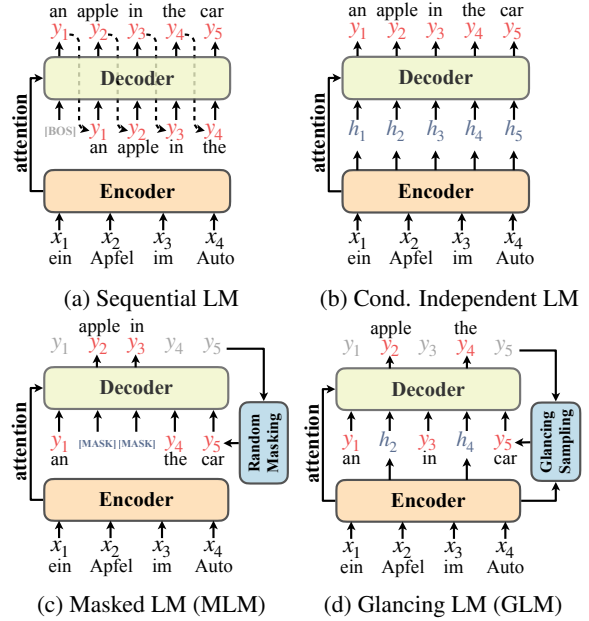 an apple in the car
y1 y2 y3 y4 y5
Decoder
attention
[BOS] y1 y2 y3 y4
an apple in the
Encoder
x1 x2 x3 x4
ein Apfel im Auto
(a) Sequential LM
an apple in the car
y1 y2 y3 y4 y5
Decoder
attention
h1 h2 h3 h4 h5
Encoder
x1 x2 x3 x4
ein Apfel im Auto
(b) Cond. Independent LM
apple in
y1 y2 y3 y4 y5
Decoder
attention
y1 [MASK] [MASK] y4 y5
an the car
Random
Masking
Encoder
x1 x2 x3 x4
ein Apfel im Auto
(c) Masked LM (MLM)
apple the
y1 y2 y3 y4 y5
Decoder
attention
y1 h2 y3 h4 y5
an in car
Glancing
Sampling
Encoder
x1 x2 x3 x4
ein Apfel im Auto
(d) Glancing LM (GLM)